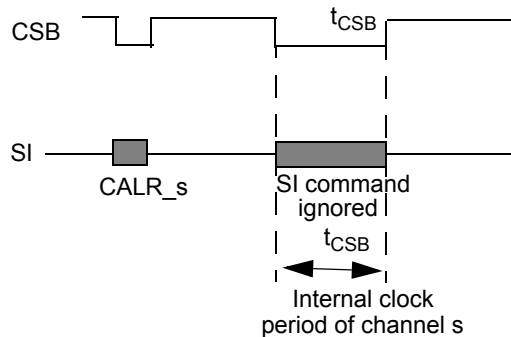 CSB
tCSB
SI
CALR_s
SI command
ignored
tCSB
Internal clock
period of channel s